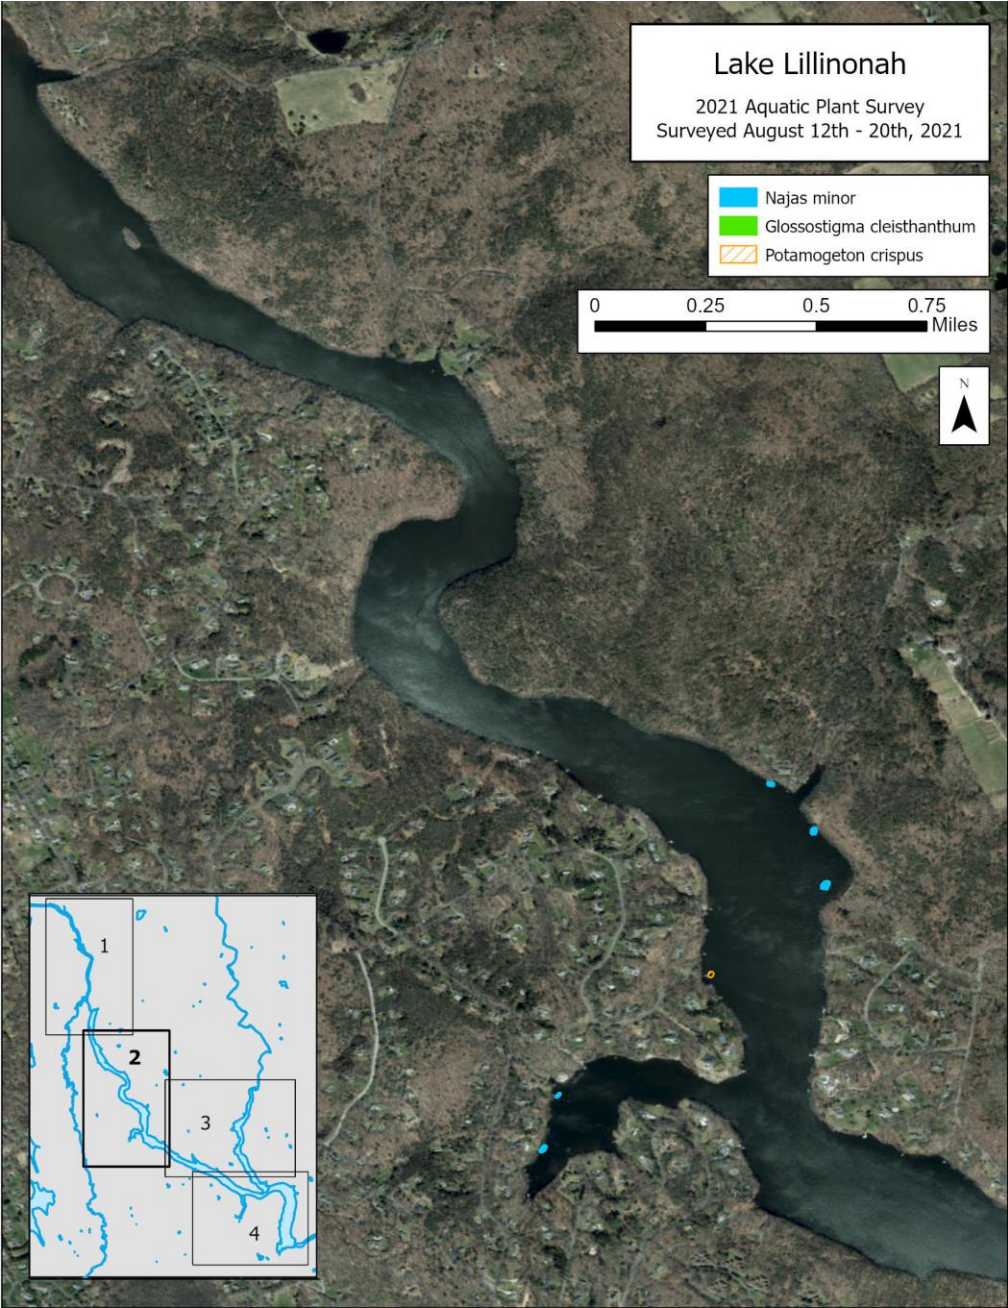 Lake Lillinonah
2021 Aquatic Plant Survey
Surveyed August 12th - 20th, 2021
Najas minor
Glossostigma cleisthanthum
Potamogeton crispus
0 0.25 0.5 0.75
Miles
N
1
2
3
4